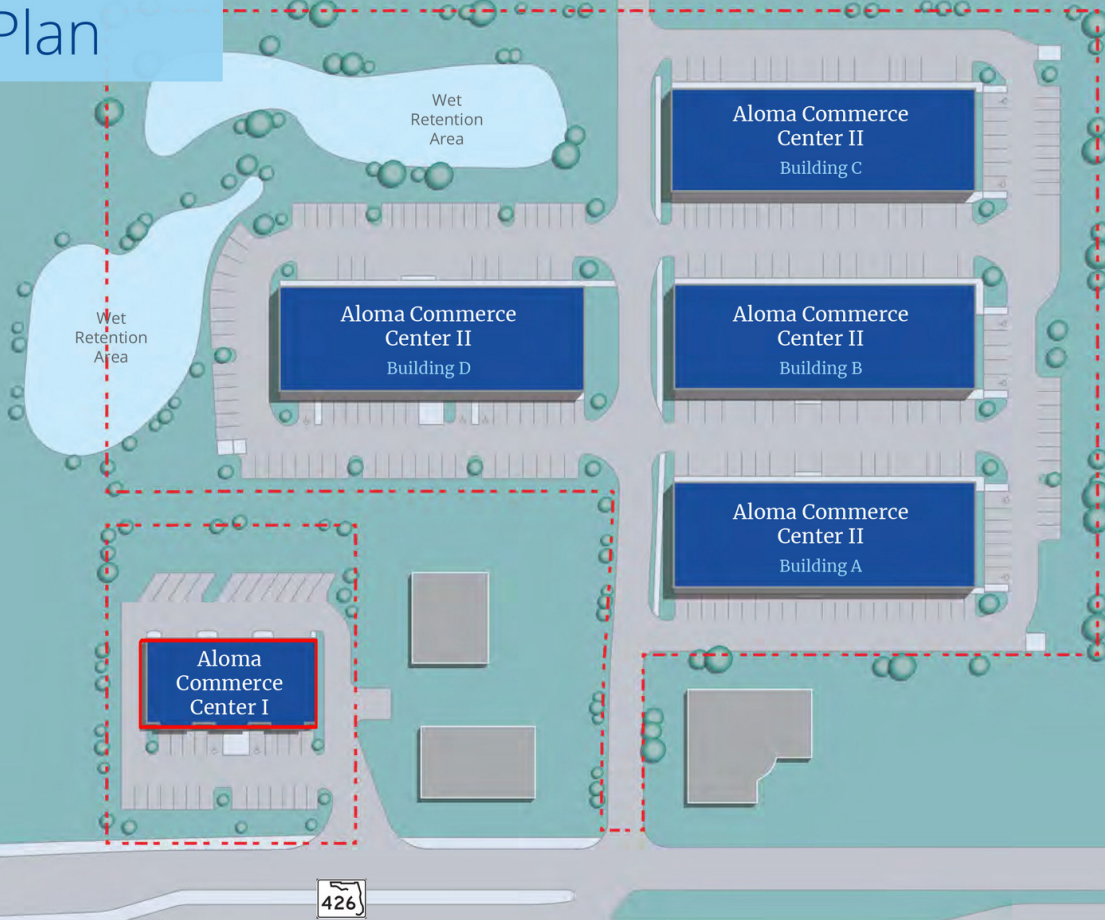 Plan
Wet
Retention
Area
Aloma Commerce
Center II
Building C
Wet
Retention
Area
Aloma Commerce
Center II
Building D
Aloma Commerce
Center II
Building B
Aloma Commerce
Center II
Building A
Aloma
Commerce
Center I
426